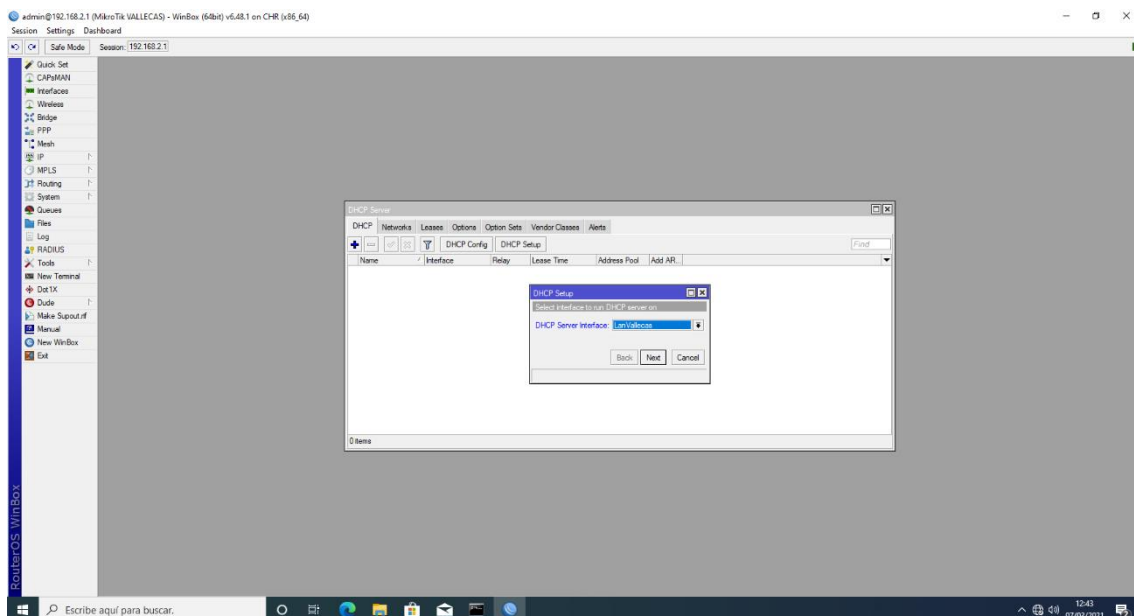 admin@192.168.2.1 (MikroTik VALLECAS) - WinBox (64bit) v6.48.1 on CHR (x86_64)
Session Settings Dashboard
Safe Mode Session: 192.168.2.1
Quick Set
CAPsMAN
Interfaces
Wireless
Bridge
PPP
Mesh
IP
MPLS
Routing
System
Queues
Files
Log
RADIUS
Tools
New Terminal
Dot1X
Dude
Make Supout.rif
Manual
New WinBox
Exit
RouterOS WinBox
DHCP Server
DHCP Networks Leases Options Option Sets Vendor Classes Alerts
DHCP Config DHCP Setup Find
Name Interface Relay Lease Time Address Pool Add AR...
DHCP Setup
Select interface to run DHCP server on
DHCP Server Interface: LanVallecas
Back Next Cancel
0 items
Escribe aquí para buscar.
12:43
07/03/2021